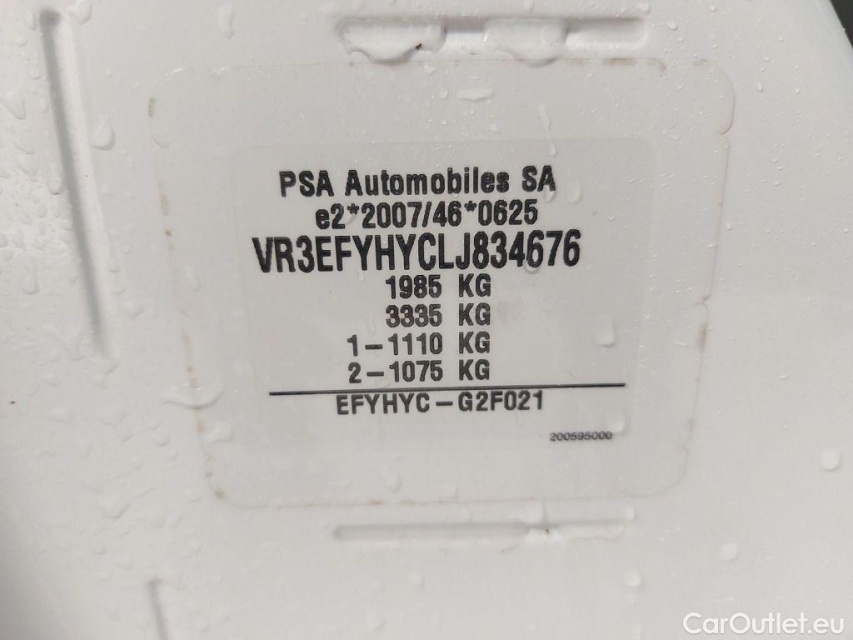 PSA Automobiles SA
e2*2007/46*0625
VR3EFYHYCLJ834676
1985 KG
3335 KG
1-1110 KG
2-1075 KG
EFYHYC-G2F021
200595000
CarOutlet.eu